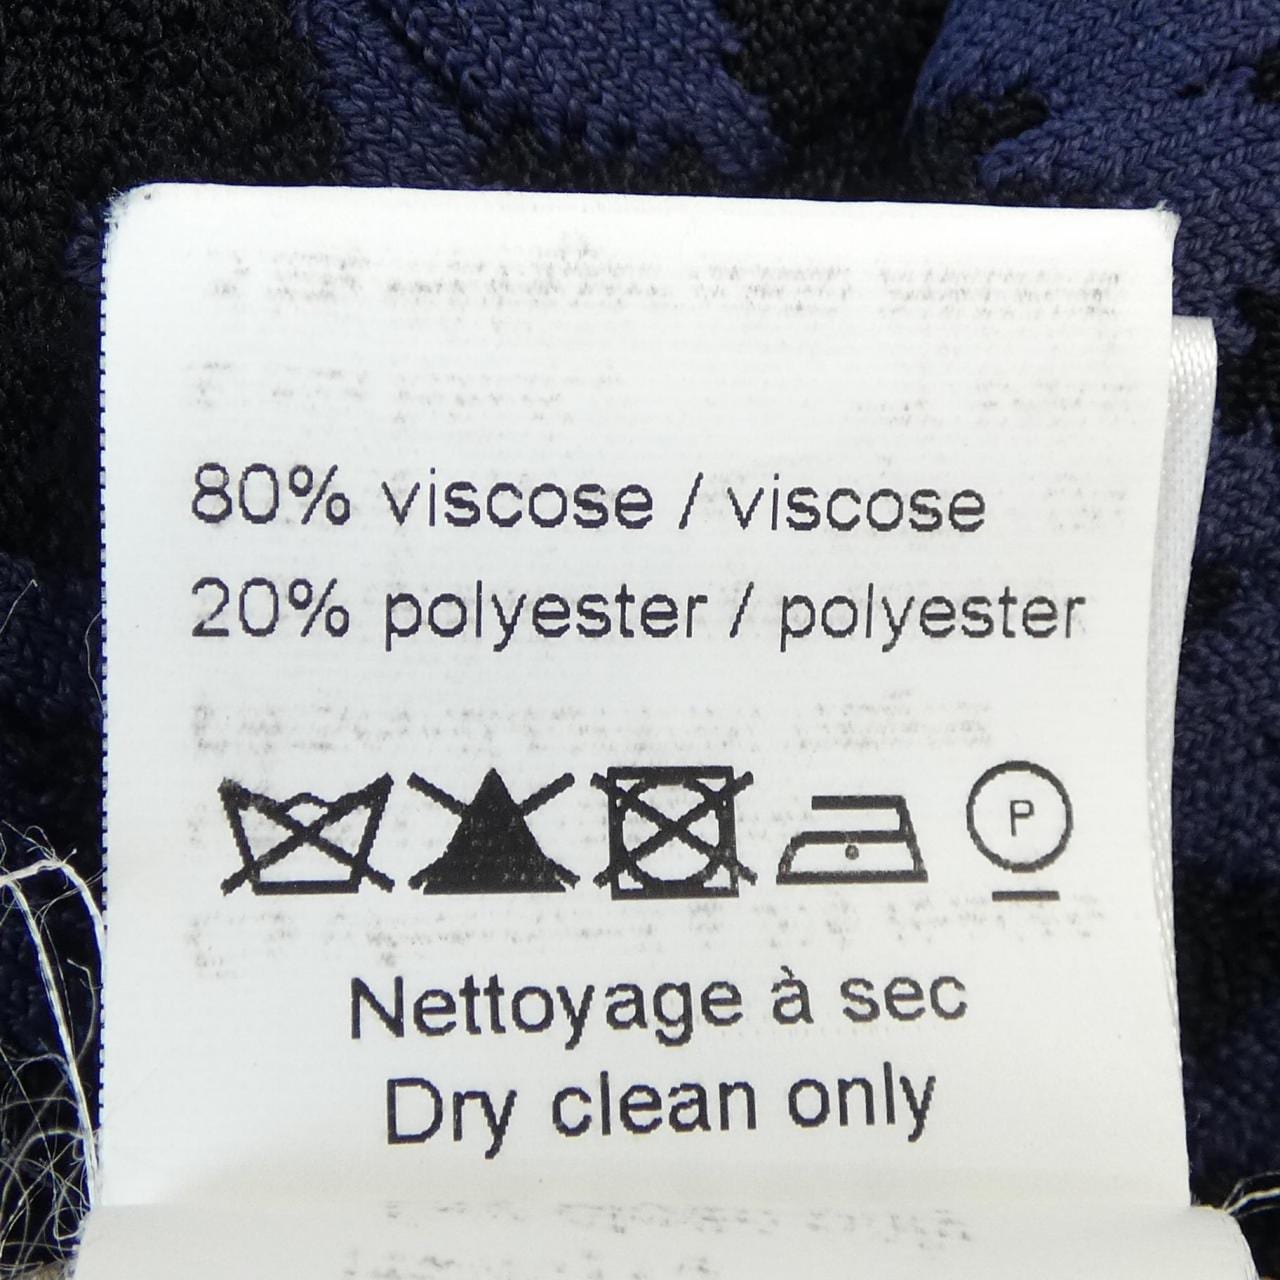 80% viscose / viscose
20% polyester / polyester
P
Nettoyage à sec
Dry clean only